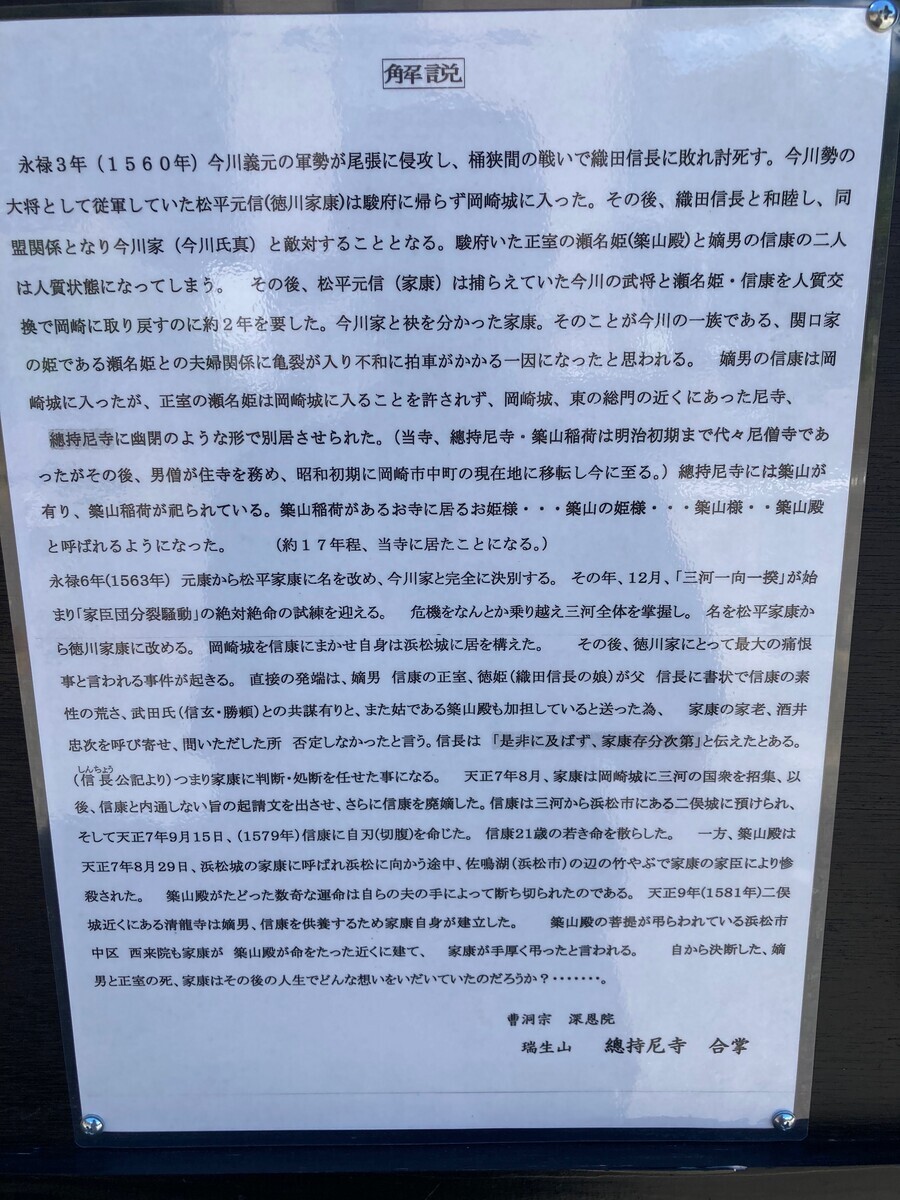 解説
永禄3年（１５６０年）今川義元の軍勢が尾張に侵攻し、桶狭間の戦いで織田信長に敗れ討死す。今川勢の
大将として従軍していた松平元信(徳川家康)は駿府に帰らず岡崎城に入った。その後、織田信長と和睦し、同
盟関係となり今川家（今川氏真）と敵対することとなる。駿府いた正室の瀬名姫(築山殿)と嫡男の信康の二人
は人質状態になってしまう。　その後、松平元信（家康）は捕らえていた今川の武将と瀬名姫・信康を人質交
換で岡崎に取り戻すのに約２年を要した。今川家と袂を分かった家康。そのことが今川の一族である、関口家
の姫である瀬名姫との夫婦関係に亀裂が入り不和に拍車がかかる一因になったと思われる。　嫡男の信康は岡
崎城に入ったが、正室の瀬名姫は岡崎城に入ることを許されず、岡崎城、東の総門の近くにあった尼寺、
總持尼寺に幽閉のような形で別居させられた。（当寺、總持尼寺・築山稲荷は明治初期まで代々尼僧寺であ
ったがその後、男僧が住寺を務め、昭和初期に岡崎市中町の現在地に移転し今に至る。）總持尼寺には築山が
有り、築山稲荷が祀られている。築山稲荷があるお寺に居るお姫様・・・築山の姫様・・・築山様・・築山殿
と呼ばれるようになった。　　（約１７年程、当寺に居たことになる。）
永禄6年(1563年) 元康から松平家康に名を改め、今川家と完全に決別する。 その年、12月、「三河一向一揆」が始
まり「家臣団分裂騒動」の絶対絶命の試練を迎える。　危機をなんとか乗り越え三河全体を掌握し。 名を松平家康か
ら徳川家康に改める。 岡崎城を信康にまかせ自身は浜松城に居を構えた。　　その後、徳川家にとって最大の痛恨
事と言われる事件が起きる。 直接の発端は、嫡男 信康の正室、徳姫(織田信長の娘)が父 信長に書状で信康の素
性の荒さ、武田氏(信玄・勝頼)との共謀有りと、また姑である築山殿も加担していると送った為、　家康の家老、酒井
忠次を呼び寄せ、問いただした所 否定しなかったと言う。信長は 「是非に及ばず、家康存分次第」と伝えたとある。
（信長公記より）つまり家康に判断・処断を任せた事になる。　天正7年8月、家康は岡崎城に三河の国衆を招集、以
しんちょう
後、信康と内通しない旨の起請文を出させ、さらに信康を廃嫡した。信康は三河から浜松市にある二俣城に預けられ、
そして天正7年9月15日、(1579年)信康に自刃(切腹)を命じた。 信康21歳の若き命を散らした。　一方、築山殿は
天正7年8月29日、浜松城の家康に呼ばれ浜松に向かう途中、佐鳴湖(浜松市)の辺の竹やぶで家康の家臣により惨
殺された。　築山殿がたどった数奇な運命は自らの夫の手によって断ち切られたのである。 天正9年(1581年)二俣
城近くにある清龍寺は嫡男、信康を供養するため家康自身が建立した。　　築山殿の菩提が弔らわれている浜松市
中区 西来院も家康が 築山殿が命をたった近くに建て、　家康が手厚く弔ったと言われる。　　自から決断した、嫡
男と正室の死、家康はその後の人生でどんな想いをいだいていたのだろうか？・・・・・・・。
曹洞宗　深恩院
瑞生山　總持尼寺　合掌